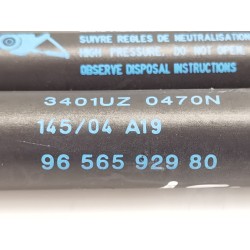 SUIVRE REGLES DE NEUTRALISATION
HIGH PRESSURE, DO NOT OPEN
OBSERVE DISPOSAL INSTRUCTIONS
3401UZ 0470N
145/04 A19
96 565 929 80